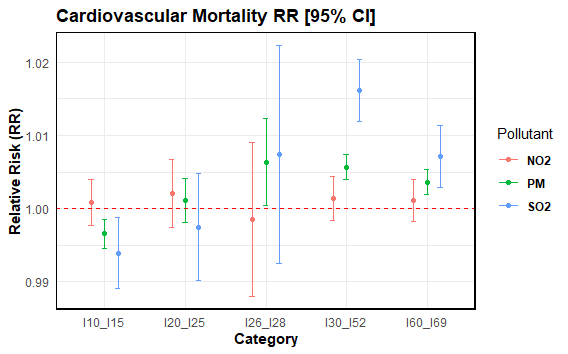 Cardiovascular Mortality RR [95% CI]
Relative Risk (RR)
1.02
1.01
1.00
0.99
I10_I15 I20_I25 I26_I28 I30_I52 I60_I69
Category
Pollutant
NO2
PM
SO2